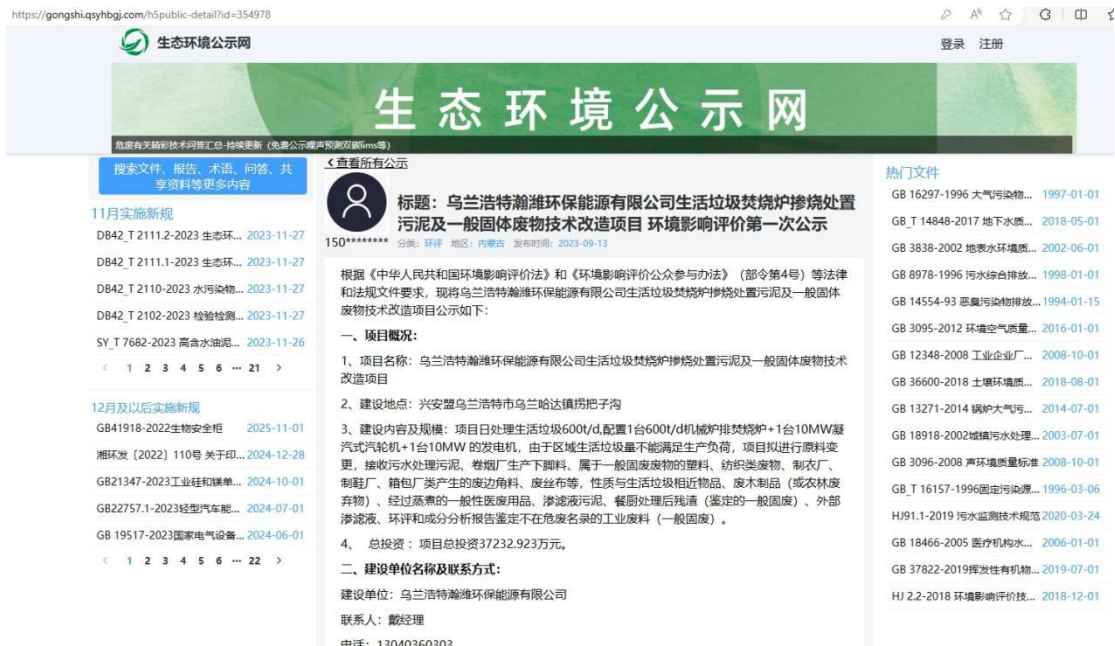 https://gongshi.qsyhbgj.com/h5public-detail?id=354978
生态环境公示网
登录 注册
生态环境公示网
危废有关精彩技术问答汇总-持续更新（免费公示噪声预测双碳lims等）
搜索文件、报告、术语、问答、共
享资料等更多内容
11月实施新规
DB42_T 2111.2-2023 生态环... 2023-11-27
DB42_T 2111.1-2023 生态环... 2023-11-27
DB42_T 2110-2023 水污染物... 2023-11-27
DB42_T 2102-2023 检验检测... 2023-11-27
SY_T 7682-2023 高含水油泥... 2023-11-26
< 1 2 3 4 5 6 ··· 21 >
12月及以后实施新规
GB41918-2022生物安全柜 2025-11-01
湘环发〔2022〕110号 关于印... 2024-12-28
GB21347-2023工业硅和镁单... 2024-10-01
GB22757.1-2023轻型汽车能... 2024-07-01
GB 19517-2023国家电气设备... 2024-06-01
< 1 2 3 4 5 6 ··· 22 >
<查看所有公示
150********
标题：乌兰浩特瀚潍环保能源有限公司生活垃圾焚烧炉掺烧处置
污泥及一般固体废物技术改造项目 环境影响评价第一次公示
分类：环评 地区：内蒙古 发布时间：2023-09-13
根据《中华人民共和国环境影响评价法》和《环境影响评价公众参与办法》（部令第4号）等法律
和法规文件要求，现将乌兰浩特瀚潍环保能源有限公司生活垃圾焚烧炉掺烧处置污泥及一般固体
废物技术改造项目公示如下：
一、项目概况：
1、项目名称：乌兰浩特瀚潍环保能源有限公司生活垃圾焚烧炉掺烧处置污泥及一般固体废物技术
改造项目
2、建设地点：兴安盟乌兰浩特市乌兰哈达镇拐把子沟
3、建设内容及规模：项目日处理生活垃圾600t/d,配置1台600t/d机械炉排焚烧炉+1台10MW凝
汽式汽轮机+1台10MW 的发电机，由于区域生活垃圾量不能满足生产负荷，项目拟进行原料变
更，接收污水处理污泥、卷烟厂生产下脚料、属于一般固废废物的塑料、纺织类废物、制衣厂、
制鞋厂、箱包厂类产生的废边角料、废丝布等，性质与生活垃圾相近物品、废木制品（或农林废
弃物）、经过蒸煮的一般性医废用品、渗滤液污泥、餐厨处理后残渣（鉴定的一般固废）、外部
渗滤液、环评和成分分析报告鉴定不在危废名录的工业废料（一般固废）。
4、 总投资：项目总投资37232.923万元。
二、建设单位名称及联系方式：
建设单位：乌兰浩特瀚潍环保能源有限公司
联系人：戴经理
电话：13040360303
热门文件
GB 16297-1996 大气污染物... 1997-01-01
GB_T 14848-2017 地下水质... 2018-05-01
GB 3838-2002 地表水环境质... 2002-06-01
GB 8978-1996 污水综合排放... 1998-01-01
GB 14554-93 恶臭污染物排放... 1994-01-15
GB 3095-2012 环境空气质量... 2016-01-01
GB 12348-2008 工业企业厂... 2008-10-01
GB 36600-2018 土壤环境质... 2018-08-01
GB 13271-2014 锅炉大气污... 2014-07-01
GB 18918-2002城镇污水处理... 2003-07-01
GB 3096-2008 声环境质量标准 2008-10-01
GB_T 16157-1996固定污染源... 1996-03-06
HJ91.1-2019 污水监测技术规范 2020-03-24
GB 18466-2005 医疗机构水... 2006-01-01
GB 37822-2019挥发性有机物... 2019-07-01
HJ 2.2-2018 环境影响评价技... 2018-12-01